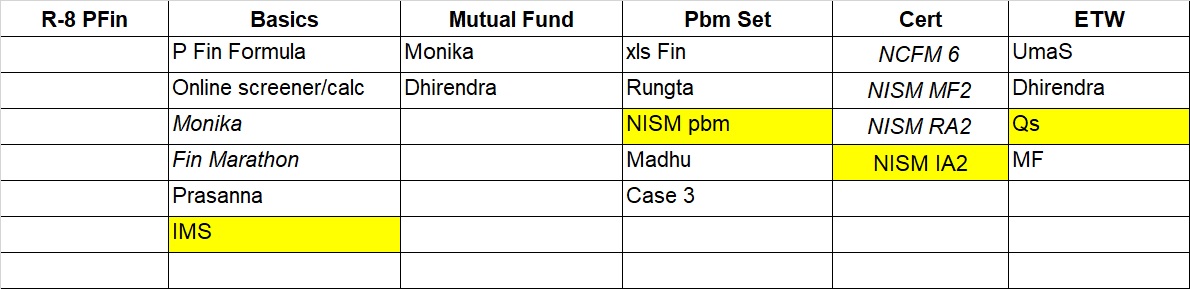 R-8 PFin Basics Mutual Fund Pbm Set Cert ETW
P Fin Formula Monika xls Fin NCFM 6 UmaS
Online screener/calc Dhirendra Rungta NISM MF2 Dhirendra
Monika NISM pbm NISM RA2 Qs
Fin Marathon Madhu NISM IA2 MF
Prasanna Case 3
IMS